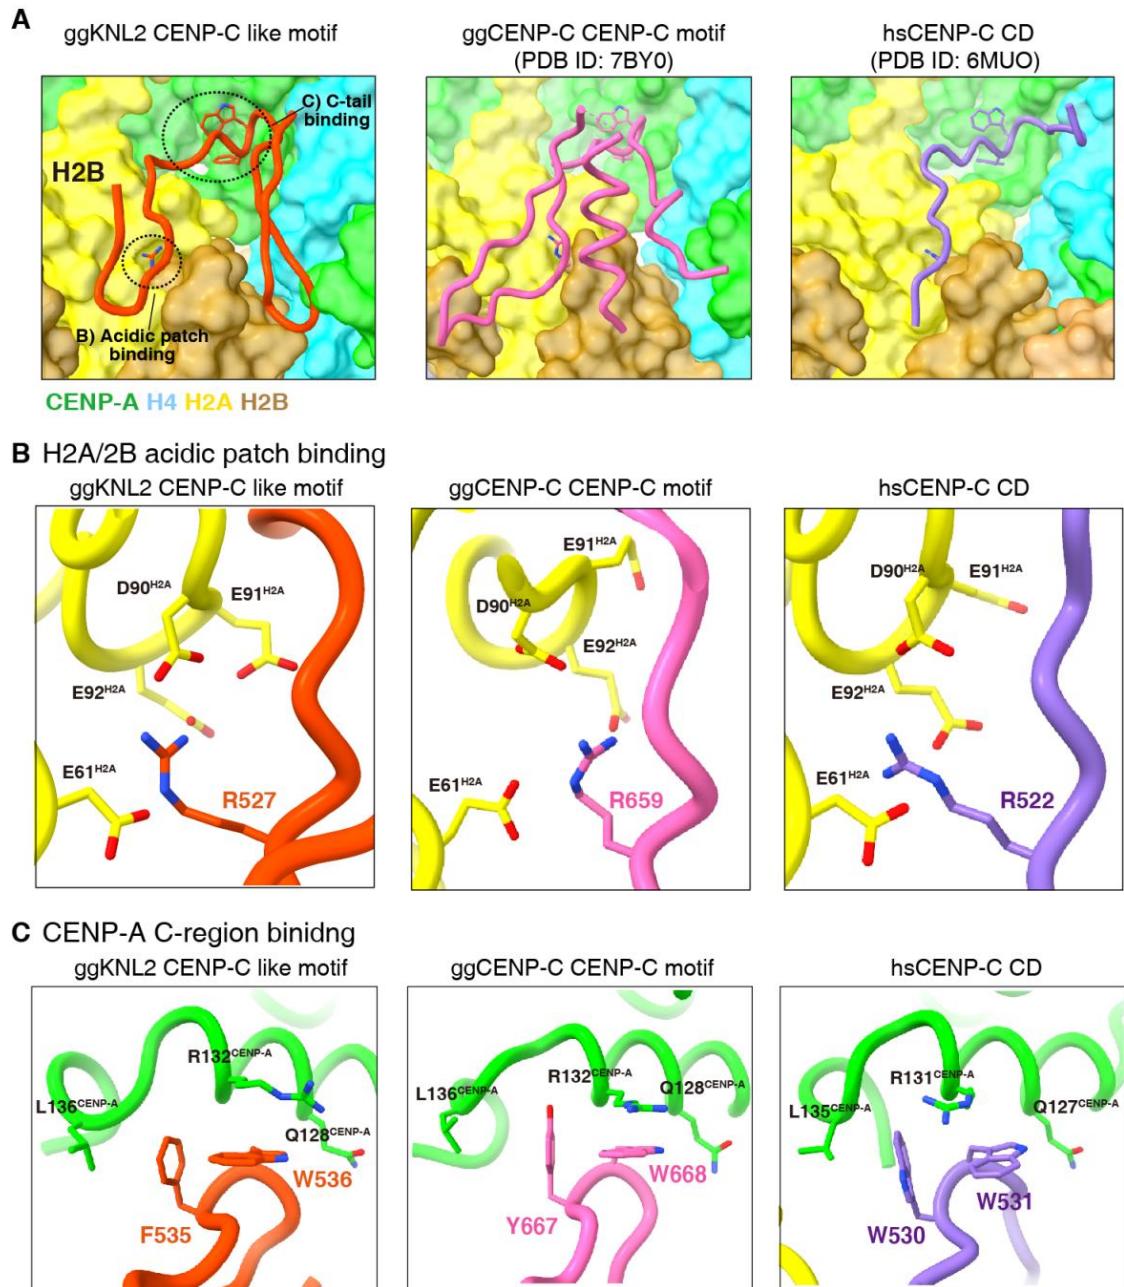 A
ggKNL2 CENP-C like motif
ggCENP-C CENP-C motif
(PDB ID: 7BY0)
hsCENP-C CD
(PDB ID: 6MUO)
H2B
C) C-tail
binding
B) Acidic patch
binding
CENP-A H4 H2A H2B
B H2A/2B acidic patch binding
ggKNL2 CENP-C like motif
ggCENP-C CENP-C motif
hsCENP-C CD
D90H2A
E91H2A
E92H2A
E61H2A
R527
E91H2A
D90H2A
E92H2A
E61H2A
R659
D90H2A
E91H2A
E92H2A
E61H2A
R522
C CENP-A C-region binidng
ggKNL2 CENP-C like motif
ggCENP-C CENP-C motif
hsCENP-C CD
R132CENP-A
L136CENP-A
Q128CENP-A
W536
F535
R132CENP-A
Q128CENP-A
L136CENP-A
W668
Y667
R131CENP-A
L135CENP-A
Q127CENP-A
W531
W530